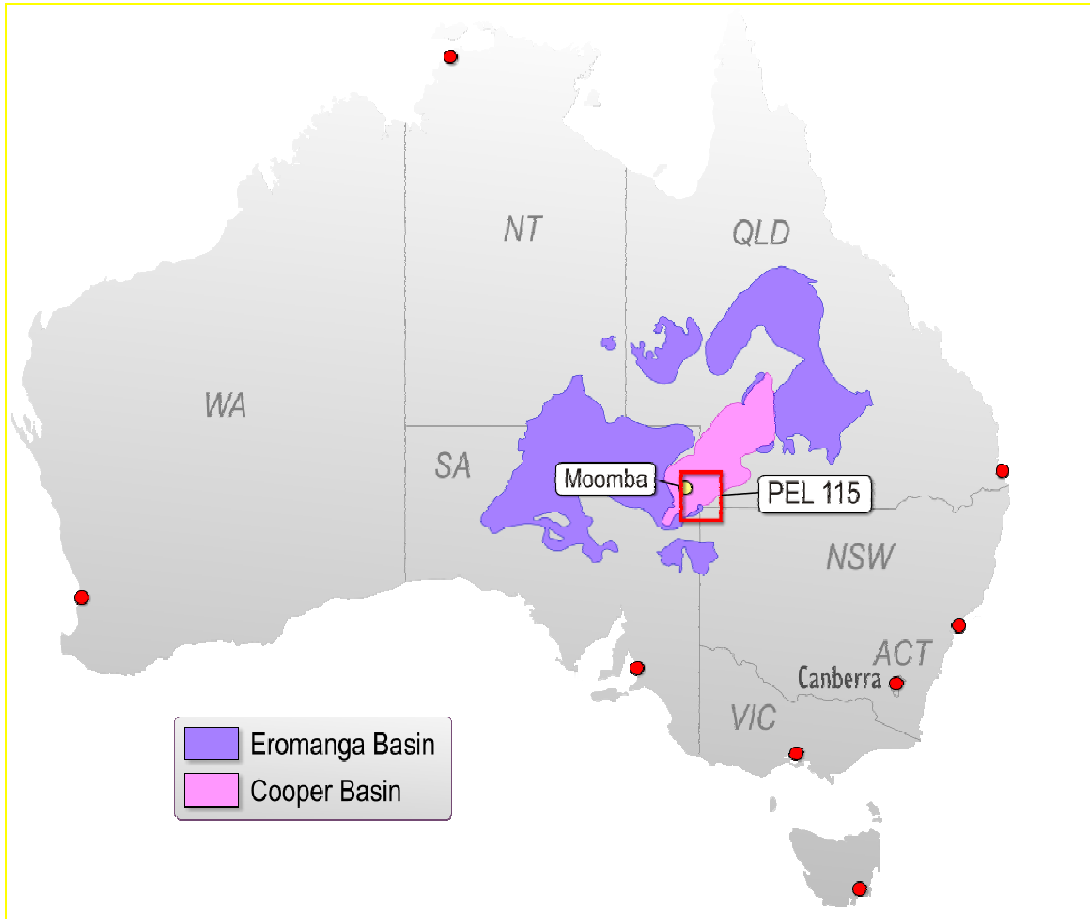 NT
QLD
WA
SA
Moomba
PEL 115
NSW
ACT
Canberra
VIC
Eromanga Basin
Cooper Basin